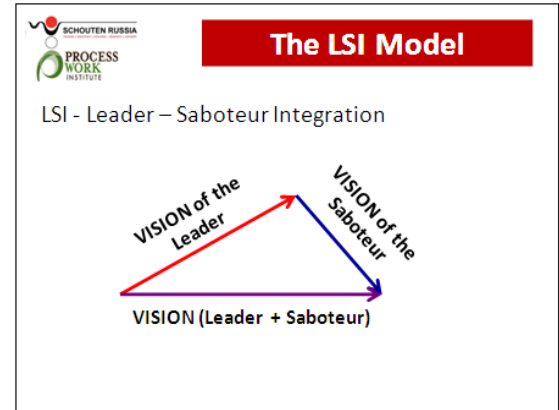 SCHOUTEN RUSSIA
PROCESS
WORK
INSTITUTE
The LSI Model
LSI - Leader – Saboteur Integration
VISION of the
Leader
VISION of the
Saboteur
VISION (Leader + Saboteur)